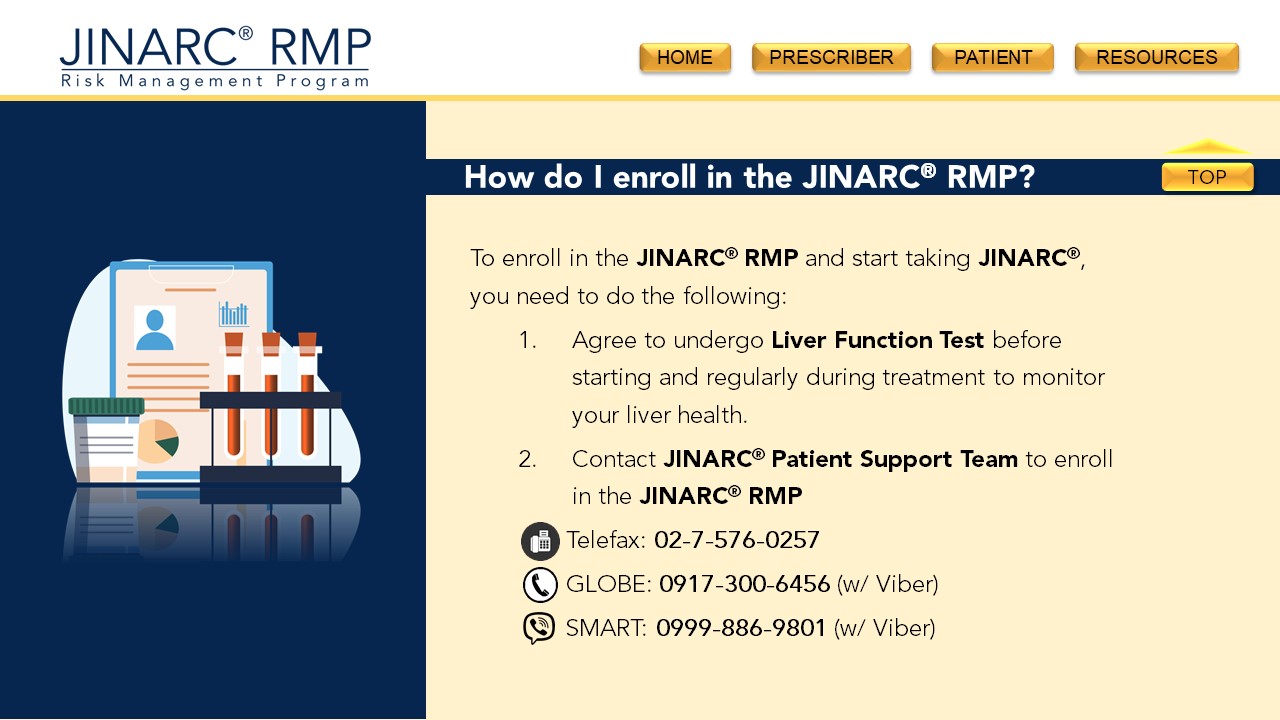 JINARC® RMP
Risk Management Program
HOME PRESCRIBER PATIENT RESOURCES
How do I enroll in the JINARC® RMP?
TOP
To enroll in the JINARC® RMP and start taking JINARC®,
you need to do the following:
1. Agree to undergo Liver Function Test before
starting and regularly during treatment to monitor
your liver health.
2. Contact JINARC® Patient Support Team to enroll
in the JINARC® RMP
Telefax: 02-7-576-0257
GLOBE: 0917-300-6456 (w/ Viber)
SMART: 0999-886-9801 (w/ Viber)